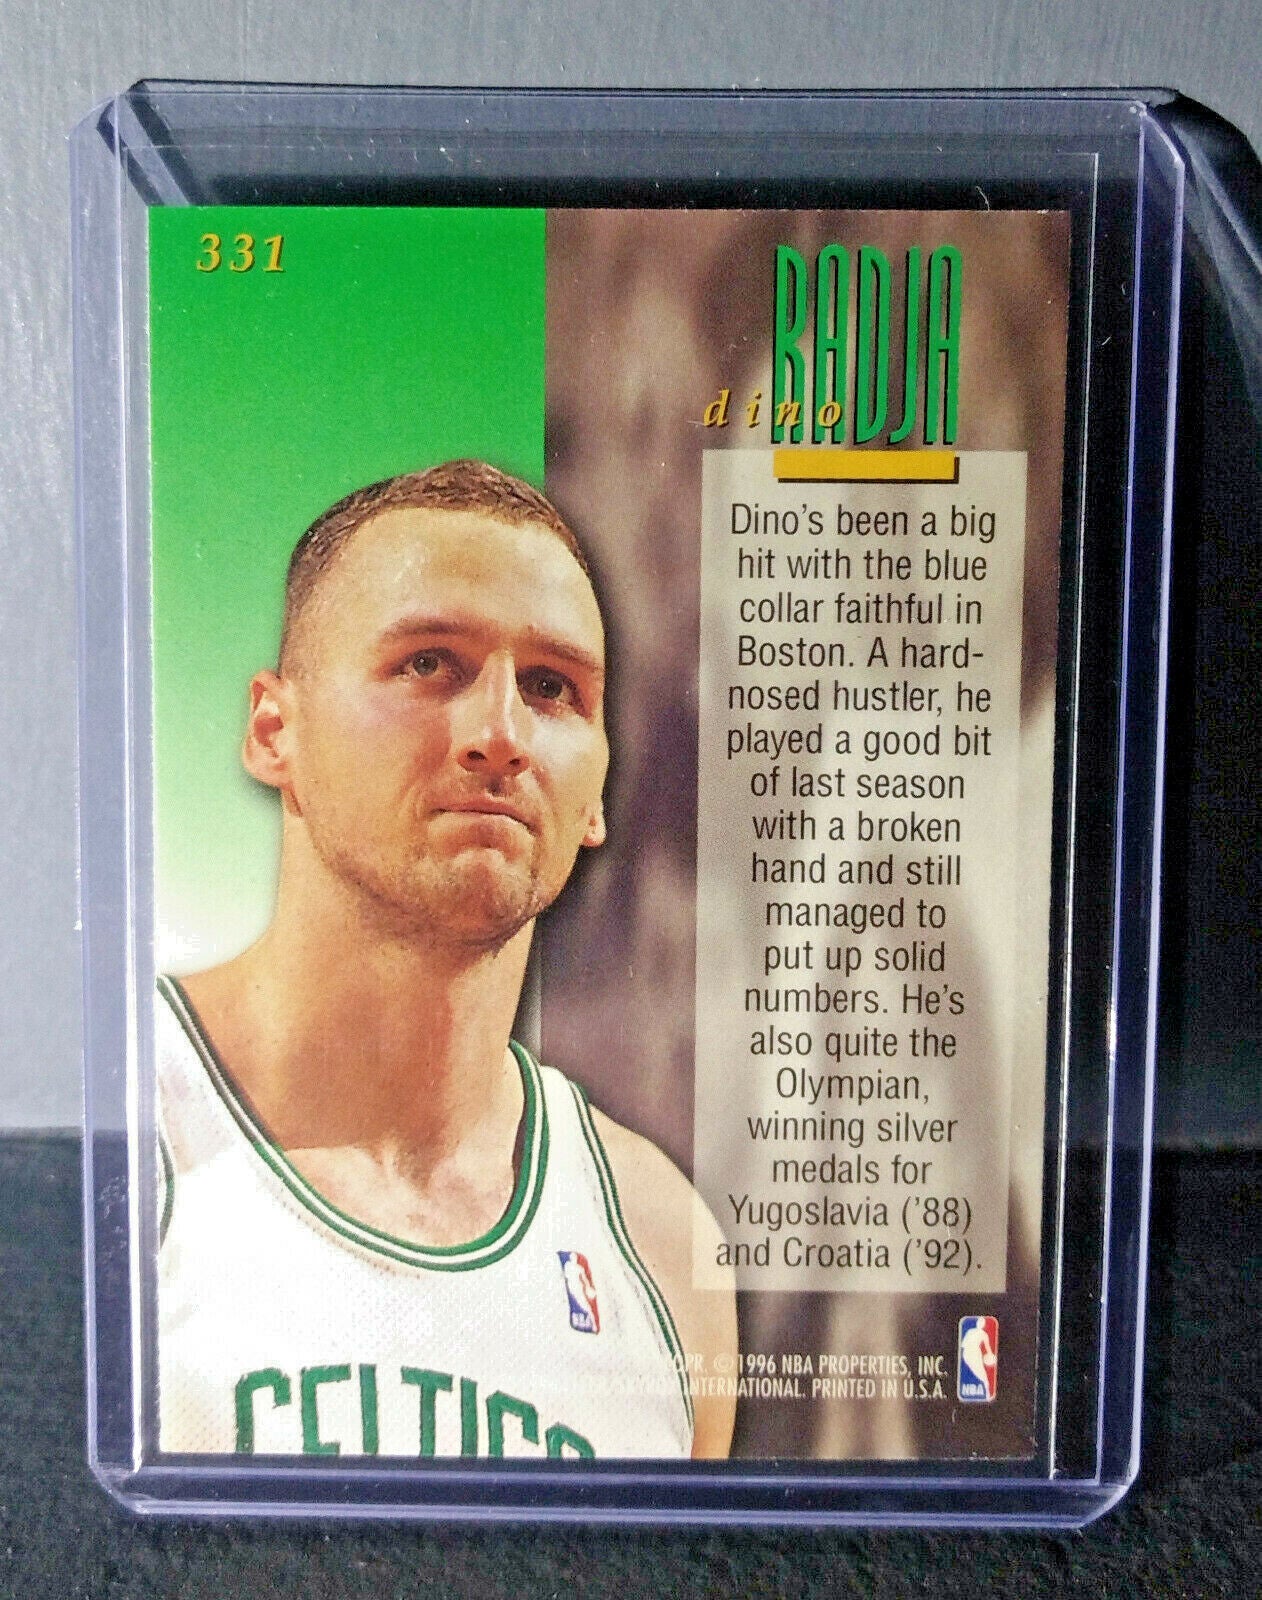 331
RADJA
dino
Dino's been a big
hit with the blue
collar faithful in
Boston. A hard-
nosed hustler, he
played a good bit
of last season
with a broken
hand and still
managed to
put up solid
numbers. He's
also quite the
Olympian,
winning silver
medals for
Yugoslavia ('88)
and Croatia ('92).
NBA
CELTICS
© 1996 NBA PROPERTIES, INC.
INTERNATIONAL. PRINTED IN U.S.A.
NBA